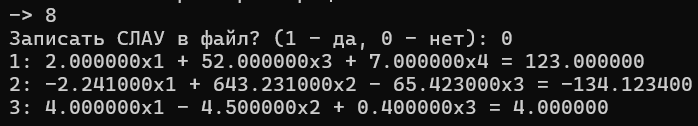 -> 8
Записать СЛАУ в файл? (1 - да, 0 - нет): 0
1: 2.000000x1 + 52.000000x3 + 7.000000x4 = 123.000000
2: -2.241000x1 + 643.231000x2 - 65.423000x3 = -134.123400
3: 4.000000x1 - 4.500000x2 + 0.400000x3 = 4.000000